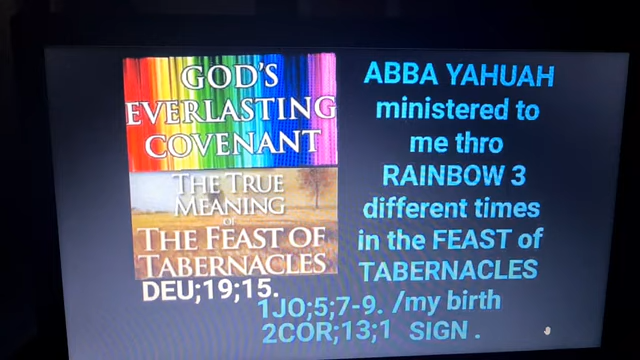 GOD'S
EVERLASTING
COVENANT
THE TRUE
MEANING
OF
THE FEAST OF
TABERNACLES
DEU;19;15.
ABBA YAHUAH
ministered to
me thro
RAINBOW 3
different times
in the FEAST of
TABERNACLES
1JO;5;7-9. /my birth
2COR;13;1 SIGN .